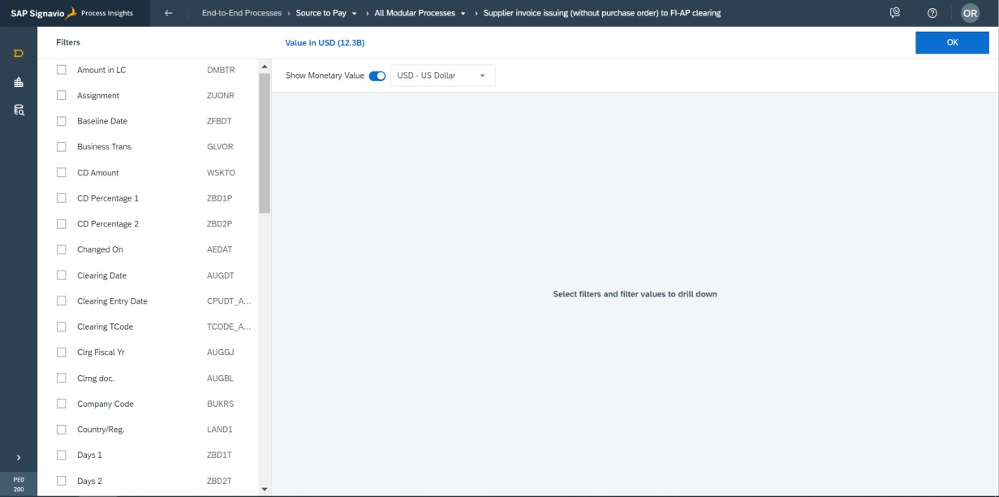 SAP Signavio Process Insights
End-to-End Processes › Source to Pay › All Modular Processes › Supplier invoice issuing (without purchase order) to FI-AP clearing
OR
Filters
Value in USD (12.3B)
OK
Show Monetary Value
USD - US Dollar
Amount in LC DMBTR
Assignment ZUONR
Baseline Date ZFBDT
Business Trans. GLVOR
CD Amount WSKTO
CD Percentage 1 ZBD1P
CD Percentage 2 ZBD2P
Changed On AEDAT
Clearing Date AUGDT
Clearing Entry Date CPUDT_A...
Clearing TCode TCODE_A...
Clrg Fiscal Yr AUGGJ
Clrng doc. AUGBL
Company Code BUKRS
Country/Reg. LAND1
Days 1 ZBD1T
Days 2 ZBD2T
Select filters and filter values to drill down
PE0
200